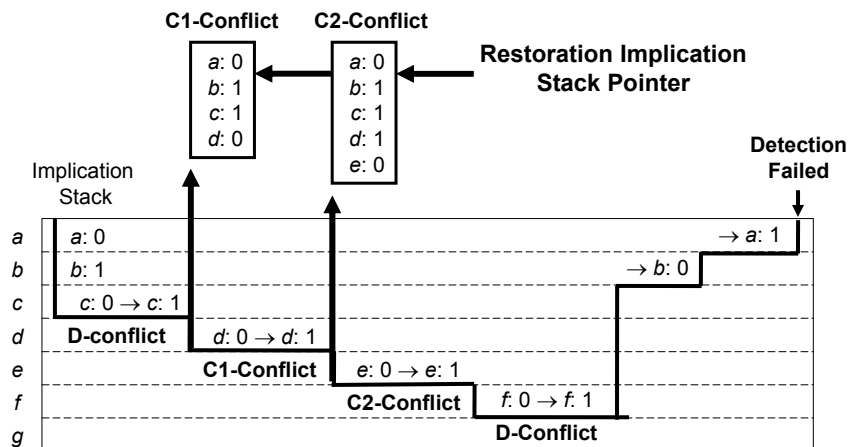 C1-Conflict C2-Conflict
a: 0
b: 1
c: 1
d: 0
a: 0
b: 1
c: 1
d: 1
e: 0
Restoration Implication
Stack Pointer
Detection
Failed
Implication
Stack
a a: 0 → a: 1
b b: 1 → b: 0
c c: 0 → c: 1
d D-conflict d: 0 → d: 1
e C1-Conflict e: 0 → e: 1
f C2-Conflict f: 0 → f: 1
g D-Conflict